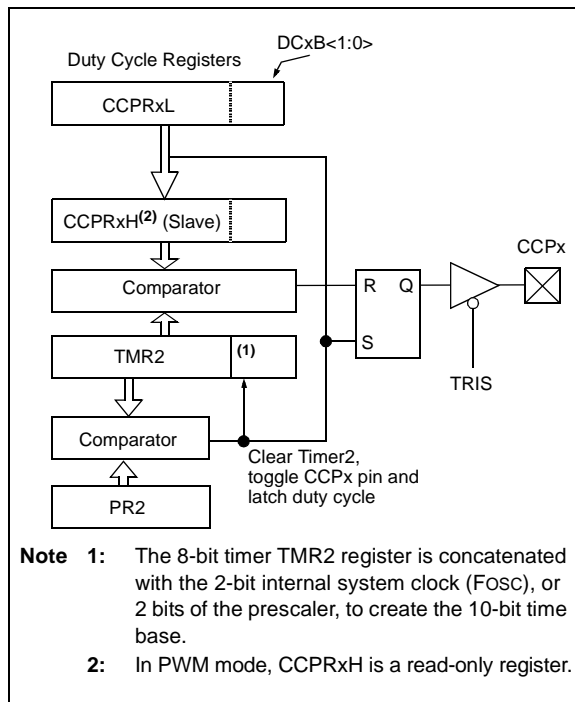 DCxB<1:0>
Duty Cycle Registers
CCPRxL
CCPRxH(2) (Slave)
CCPx
Comparator
R Q
TMR2
(1)
S
TRIS
Comparator
Clear Timer2,
toggle CCPx pin and
latch duty cycle
PR2
Note 1: The 8-bit timer TMR2 register is concatenated
with the 2-bit internal system clock (FOSC), or
2 bits of the prescaler, to create the 10-bit time
base.
2: In PWM mode, CCPRxH is a read-only register.